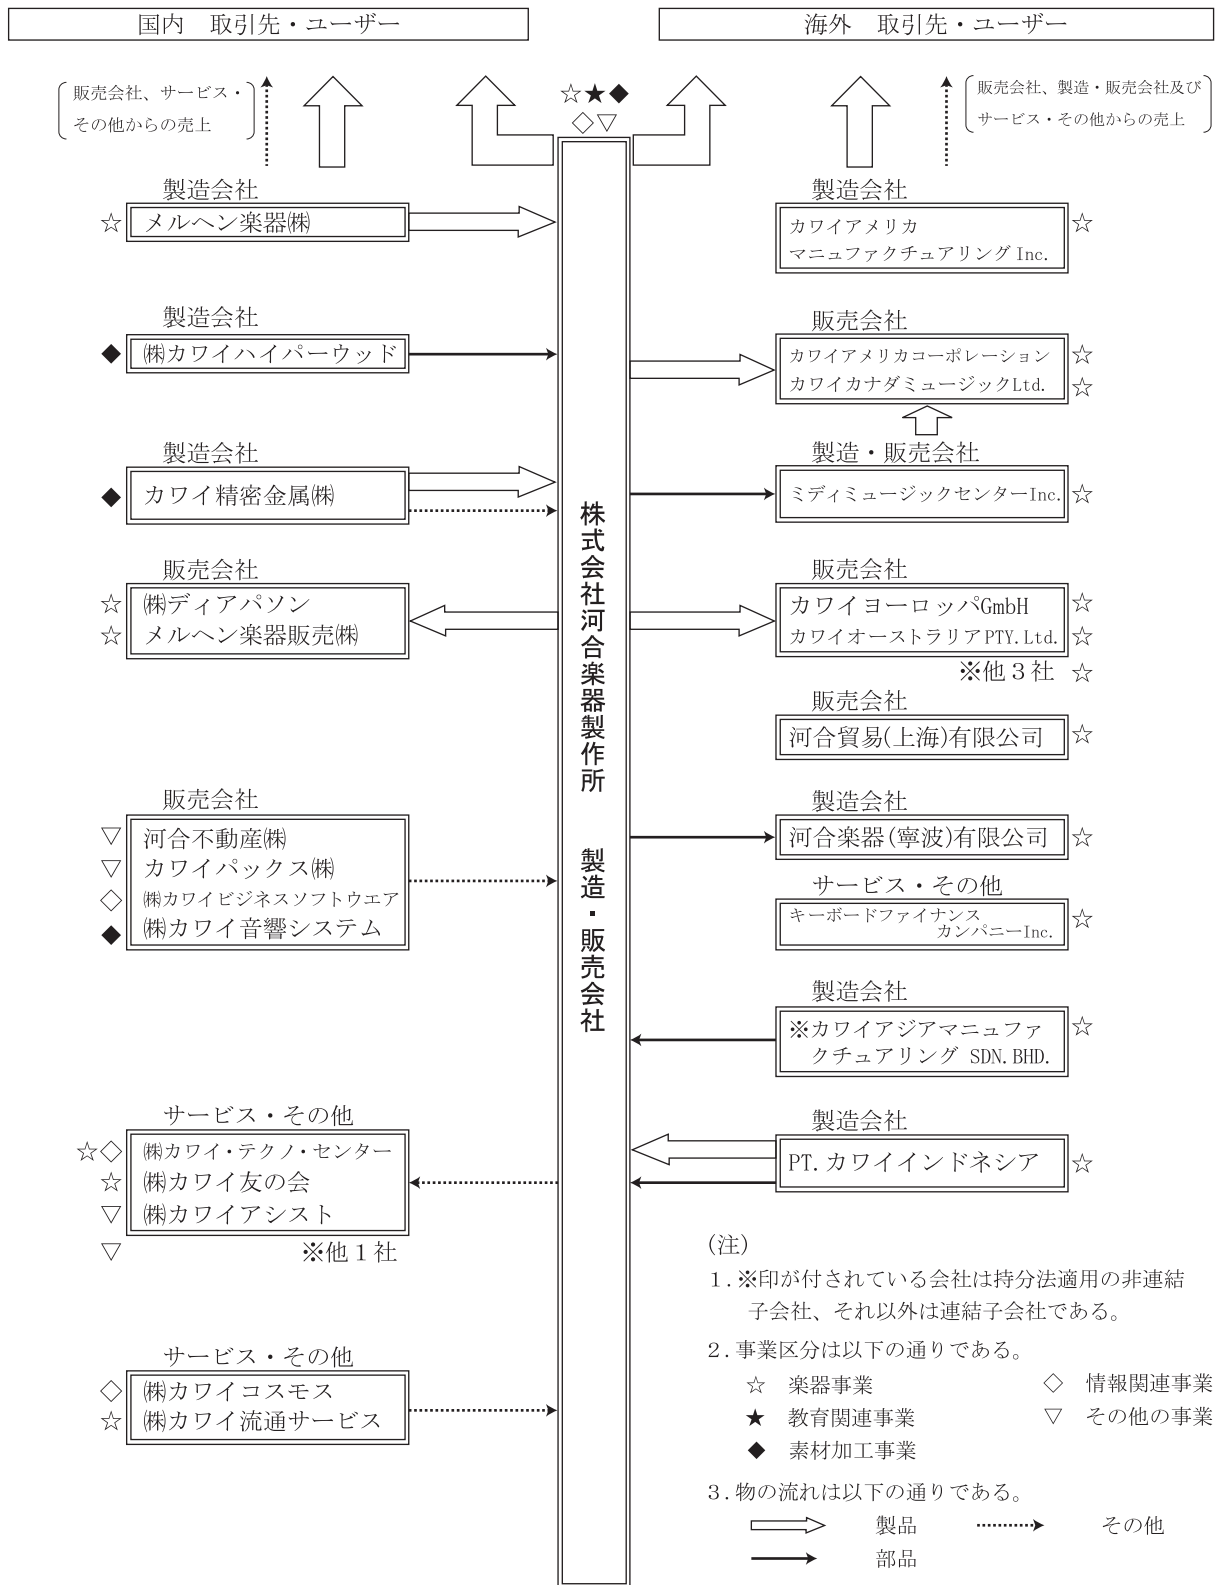 国内　取引先・ユーザー
海外　取引先・ユーザー
販売会社、サービス・
その他からの売上
☆★◆
◇▽
販売会社、製造・販売会社及び
サービス・その他からの売上
製造会社
☆ メルヘン楽器㈱
製造会社
◆ ㈱カワイハイパーウッド
製造会社
◆ カワイ精密金属㈱
販売会社
☆ ㈱ディアパソン
☆ メルヘン楽器販売㈱
販売会社
▽ 河合不動産㈱
▽ カワイパックス㈱
◇ ㈱カワイビジネスソフトウエア
◆ ㈱カワイ音響システム
サービス・その他
☆◇ ㈱カワイ・テクノ・センター
☆ ㈱カワイ友の会
▽ ㈱カワイアシスト
▽ ※他１社
サービス・その他
◇ ㈱カワイコスモス
☆ ㈱カワイ流通サービス
株式会社河合楽器製作所　製造・販売会社
製造会社
カワイアメリカ
マニュファクチュアリング Inc. ☆
販売会社
カワイアメリカコーポレーション ☆
カワイカナダミュージックLtd. ☆
製造・販売会社
ミディミュージックセンターInc. ☆
販売会社
カワイヨーロッパGmbH ☆
カワイオーストラリアPTY.Ltd. ☆
※他３社 ☆
販売会社
河合貿易(上海)有限公司 ☆
製造会社
河合楽器(寧波)有限公司 ☆
サービス・その他
キーボードファイナンス
カンパニーInc. ☆
製造会社
※カワイアジアマニュファ ☆
クチュアリング SDN.BHD.
製造会社
PT.カワイインドネシア ☆
(注)
１.※印が付されている会社は持分法適用の非連結
子会社、それ以外は連結子会社である。
２.事業区分は以下の通りである。
☆ 楽器事業 ◇ 情報関連事業
★ 教育関連事業 ▽ その他の事業
◆ 素材加工事業
３.物の流れは以下の通りである。
製品 その他
部品